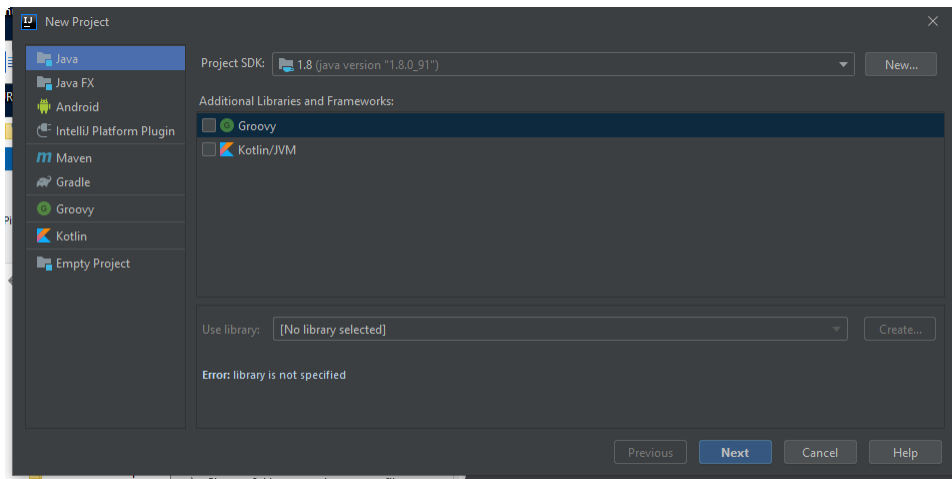 New Project
Java
Java FX
Android
IntelliJ Platform Plugin
Maven
Gradle
Groovy
Kotlin
Empty Project
Project SDK: 1.8 (java version "1.8.0_91") New...
Additional Libraries and Frameworks:
Groovy
Kotlin/JVM
Use library: [No library selected] Create...
Error: library is not specified
Previous Next Cancel Help